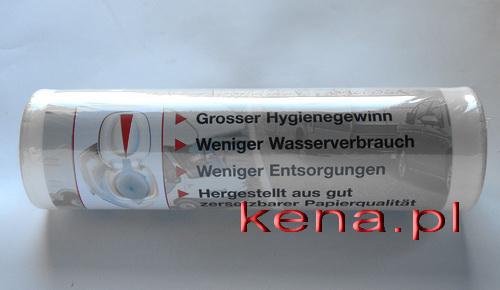 Grosser Hygienegewinn
Weniger Wasserverbrauch
Weniger Entsorgungen
Hergestellt aus gut
zersetzbarer Papierqualität
kena.pl